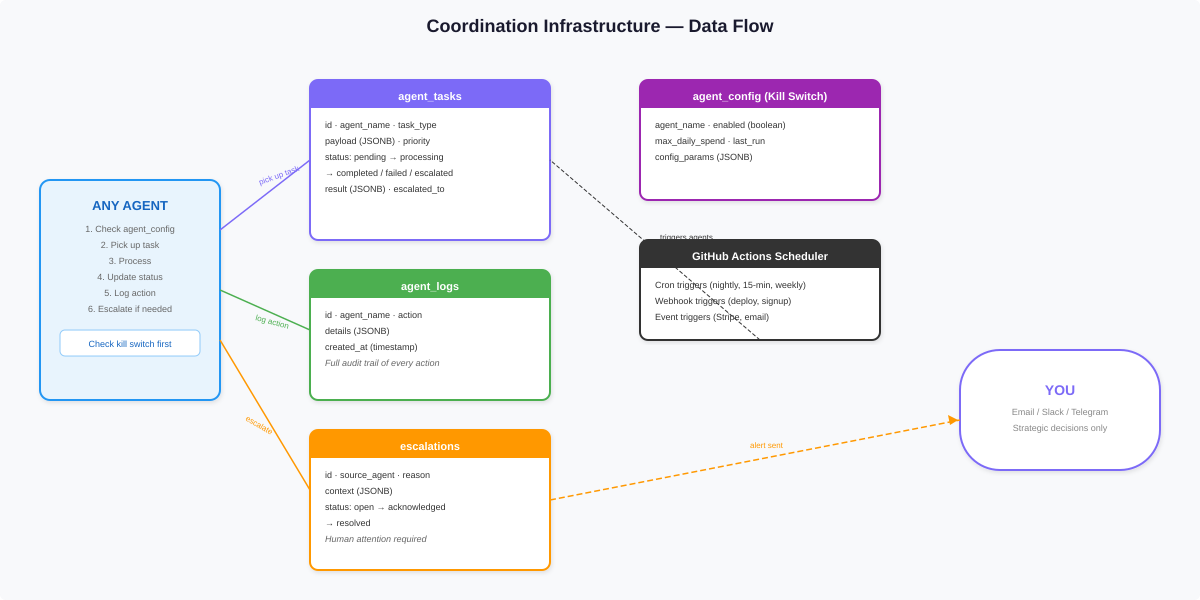 Coordination Infrastructure — Data Flow
ANY AGENT
1. Check agent_config
2. Pick up task
3. Process
4. Update status
5. Log action
6. Escalate if needed
Check kill switch first
pick up task
log action
escalate
agent_tasks
id · agent_name · task_type
payload (JSONB) · priority
status: pending → processing
→ completed / failed / escalated
result (JSONB) · escalated_to
agent_logs
id · agent_name · action
details (JSONB)
created_at (timestamp)
Full audit trail of every action
escalations
id · source_agent · reason
context (JSONB)
status: open → acknowledged
→ resolved
Human attention required
agent_config (Kill Switch)
agent_name · enabled (boolean)
max_daily_spend · last_run
config_params (JSONB)
triggers agents
GitHub Actions Scheduler
Cron triggers (nightly, 15-min, weekly)
Webhook triggers (deploy, signup)
Event triggers (Stripe, email)
alert sent
YOU
Email / Slack / Telegram
Strategic decisions only